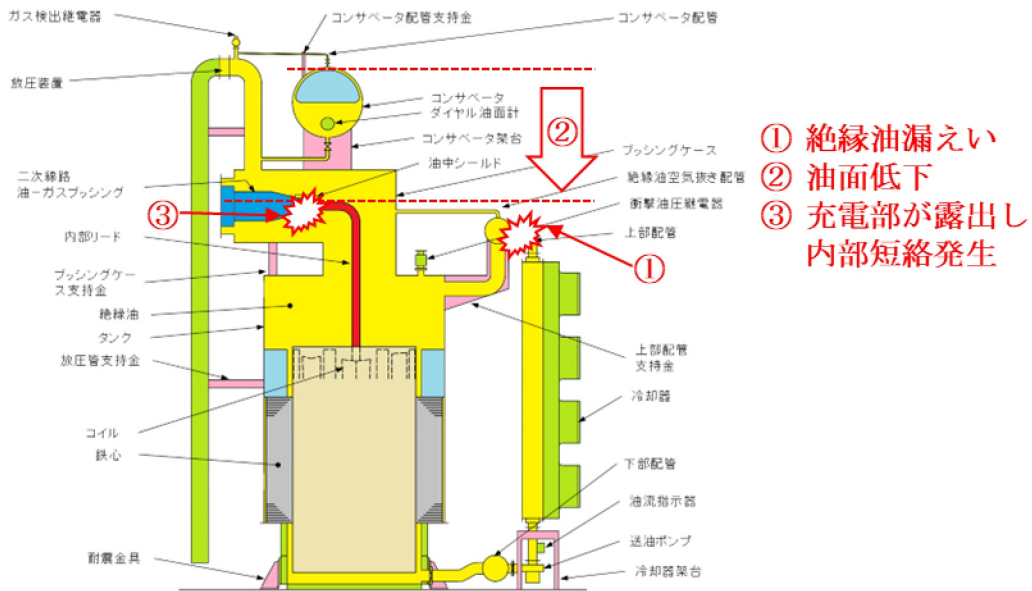 ガス検出継電器
コンサベータ配管支持金
コンサベータ配管
放圧装置
コンサベータ
ダイヤル油面計
コンサベータ架台
油中シールド
ブッシングケース
二次線路
油-ガスブッシング
絶縁油空気抜き配管
衝撃油圧継電器
上部配管
②
③
①
① 絶縁油漏えい
② 油面低下
③ 充電部が露出し
内部短絡発生
内部リード
ブッシングケー
ス支持金
絶縁油
タンク
放圧管支持金
上部配管
支持金
冷却器
コイル
鉄心
下部配管
油流指示器
送油ポンプ
耐震金具
冷却器架台